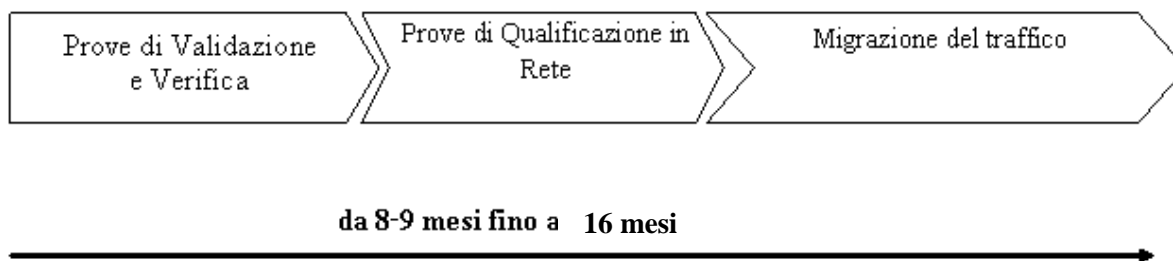 Prove di Validazione
e Verifica
Prove di Qualificazione in
Rete
Migrazione del traffico
da 8-9 mesi fino a 16 mesi